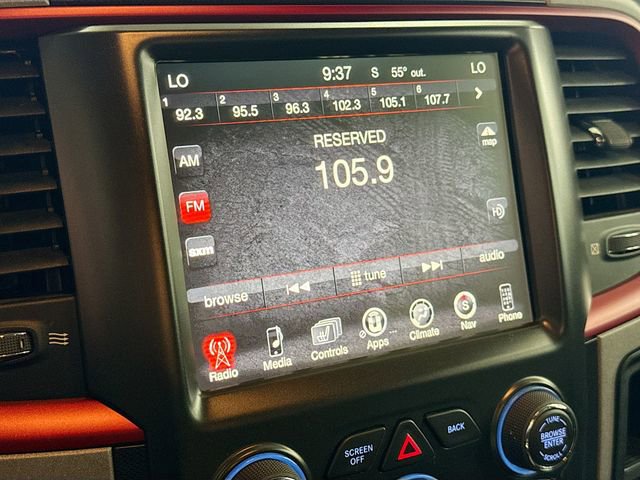 LO 9:37 S 55° out. LO
1 92.3 2 95.5 3 96.3 4 102.3 5 105.1 6 107.7
RESERVED
105.9
map
AM
FM
HD
sxm
browse tune audio
Radio Media Controls Apps Climate Nav Phone
S
SCREEN OFF
BACK
TUNE
BROWSE
ENTER
SCROLL